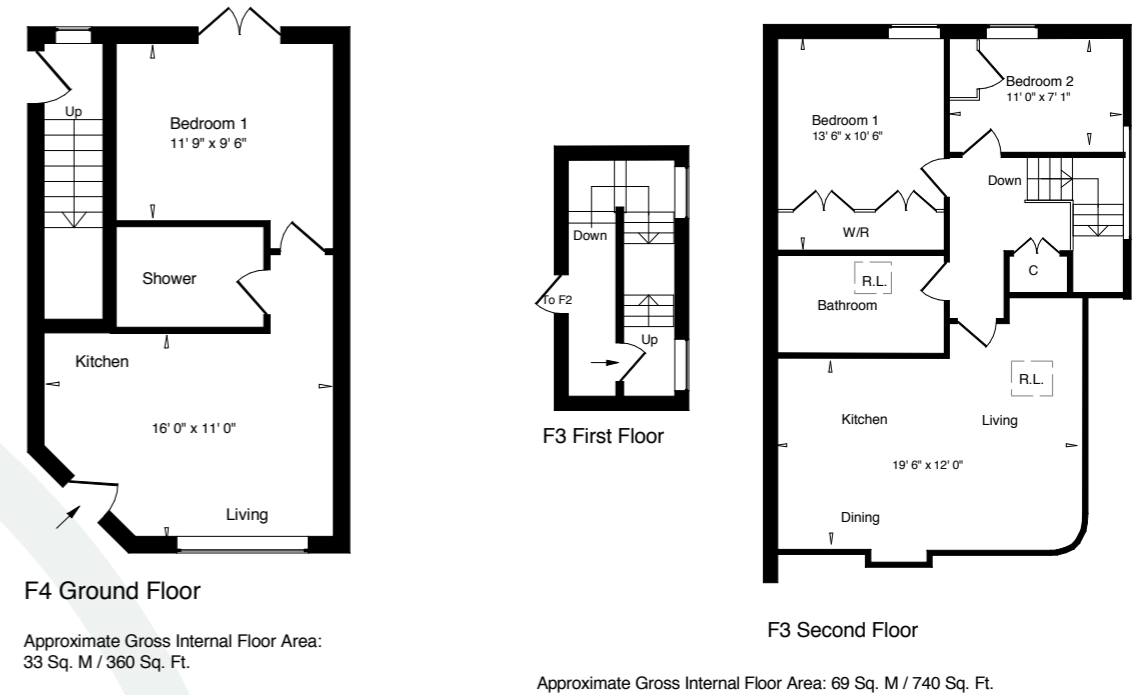 Up
Bedroom 1
11' 9" x 9' 6"
Shower
Kitchen
16' 0" x 11' 0"
Living
F4 Ground Floor
Approximate Gross Internal Floor Area:
33 Sq. M / 360 Sq. Ft.
Down
To F2
Up
F3 First Floor
Bedroom 1
13' 6" x 10' 6"
Bedroom 2
11' 0" x 7' 1"
Down
W/R
C
R.L.
Bathroom
R.L.
Kitchen
Living
19' 6" x 12' 0"
Dining
F3 Second Floor
Approximate Gross Internal Floor Area: 69 Sq. M / 740 Sq. Ft.